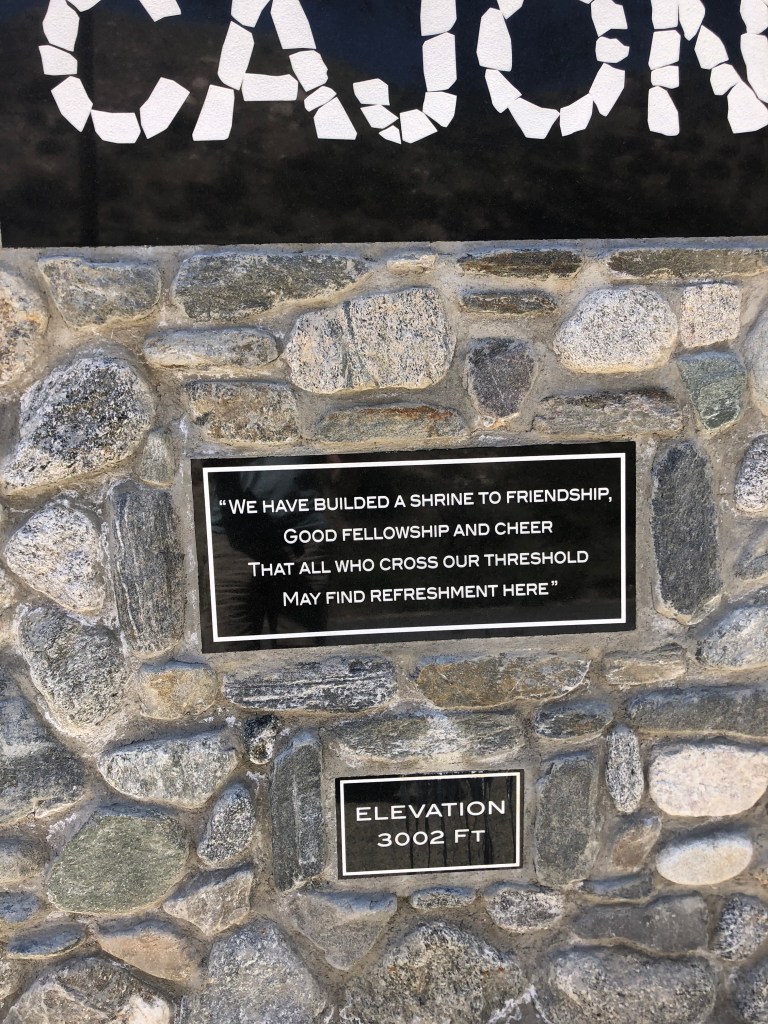 CAJON
“WE HAVE BUILDED A SHRINE TO FRIENDSHIP,
GOOD FELLOWSHIP AND CHEER
THAT ALL WHO CROSS OUR THRESHOLD
MAY FIND REFRESHMENT HERE”
ELEVATION
3002 FT